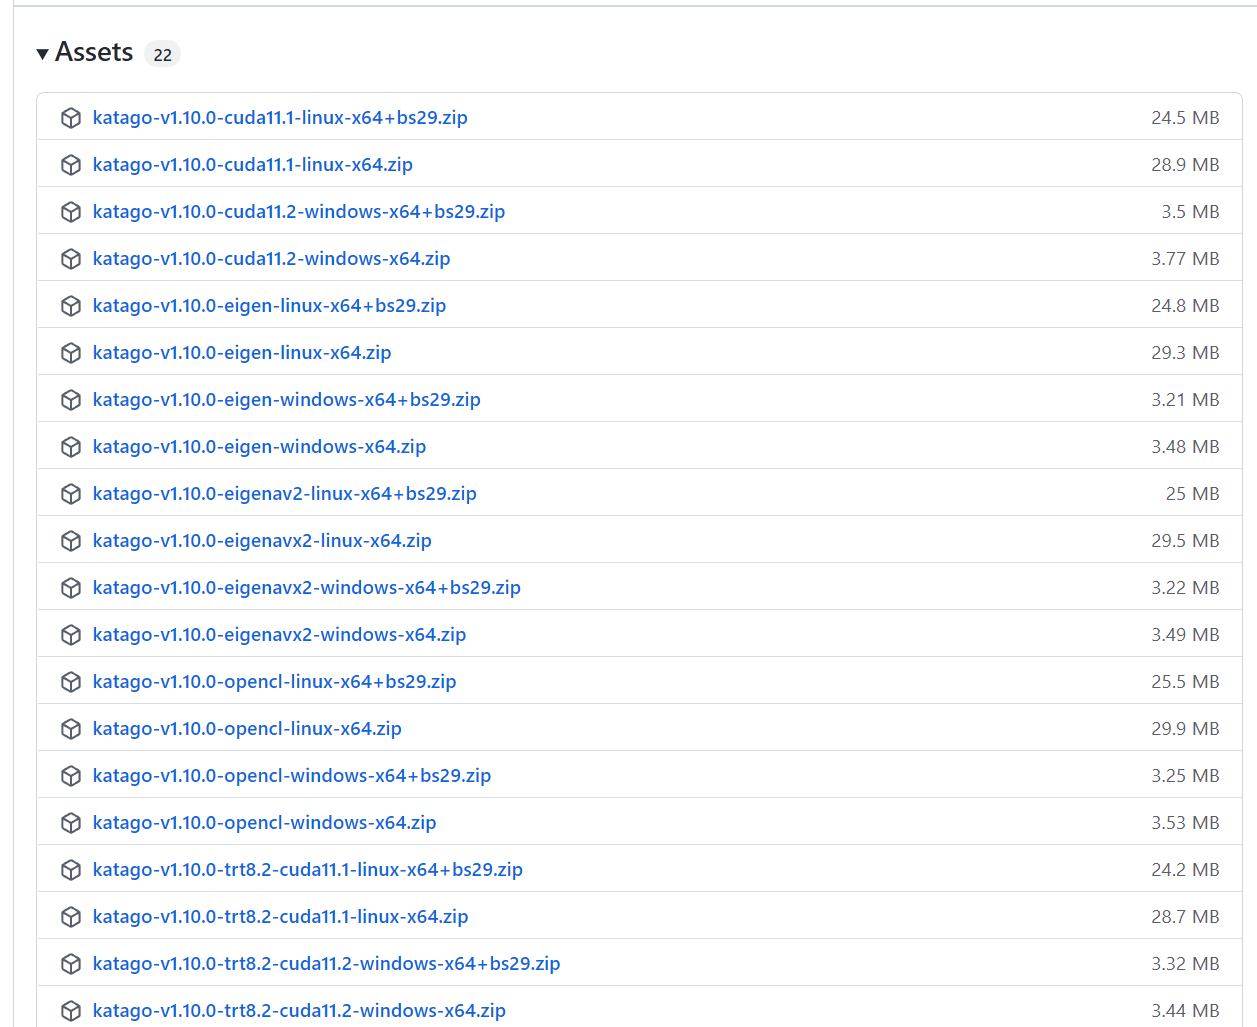 Assets 22
katago-v1.10.0-cuda11.1-linux-x64+bs29.zip 24.5 MB
katago-v1.10.0-cuda11.1-linux-x64.zip 28.9 MB
katago-v1.10.0-cuda11.2-windows-x64+bs29.zip 3.5 MB
katago-v1.10.0-cuda11.2-windows-x64.zip 3.77 MB
katago-v1.10.0-eigen-linux-x64+bs29.zip 24.8 MB
katago-v1.10.0-eigen-linux-x64.zip 29.3 MB
katago-v1.10.0-eigen-windows-x64+bs29.zip 3.21 MB
katago-v1.10.0-eigen-windows-x64.zip 3.48 MB
katago-v1.10.0-eigenav2-linux-x64+bs29.zip 25 MB
katago-v1.10.0-eigenavx2-linux-x64.zip 29.5 MB
katago-v1.10.0-eigenavx2-windows-x64+bs29.zip 3.22 MB
katago-v1.10.0-eigenavx2-windows-x64.zip 3.49 MB
katago-v1.10.0-opencl-linux-x64+bs29.zip 25.5 MB
katago-v1.10.0-opencl-linux-x64.zip 29.9 MB
katago-v1.10.0-opencl-windows-x64+bs29.zip 3.25 MB
katago-v1.10.0-opencl-windows-x64.zip 3.53 MB
katago-v1.10.0-trt8.2-cuda11.1-linux-x64+bs29.zip 24.2 MB
katago-v1.10.0-trt8.2-cuda11.1-linux-x64.zip 28.7 MB
katago-v1.10.0-trt8.2-cuda11.2-windows-x64+bs29.zip 3.32 MB
katago-v1.10.0-trt8.2-cuda11.2-windows-x64.zip 3.44 MB